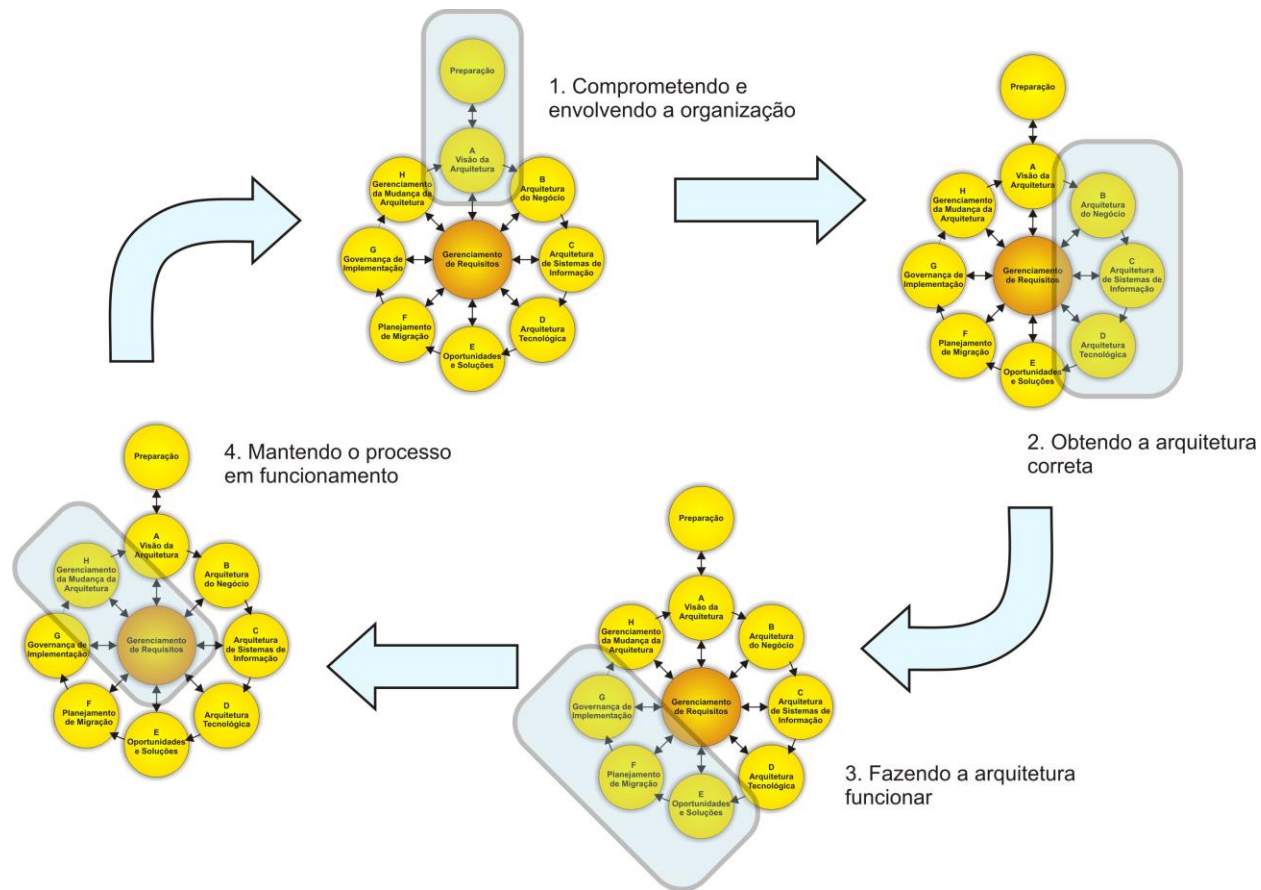 Preparação
A
Visão da
Arquitetura
H
Gerenciamento
da Mudança da
Arquitetura
B
Arquitetura
do Negócio
G
Governança de
Implementação
Gerenciamento
de Requisitos
C
Arquitetura
de Sistemas de
Informação
F
Planejamento
de Migração
D
Arquitetura
Tecnológica
E
Oportunidades
e Soluções
1. Comprometendo e
envolvendo a organização
Preparação
A
Visão da
Arquitetura
H
Gerenciamento
da Mudança da
Arquitetura
B
Arquitetura
do Negócio
G
Governança de
Implementação
Gerenciamento
de Requisitos
C
Arquitetura
de Sistemas de
Informação
F
Planejamento
de Migração
D
Arquitetura
Tecnológica
E
Oportunidades
e Soluções
2. Obtendo a arquitetura
correta
Preparação
A
Visão da
Arquitetura
H
Gerenciamento
da Mudança da
Arquitetura
B
Arquitetura
do Negócio
G
Governança de
Implementação
Gerenciamento
de Requisitos
C
Arquitetura
de Sistemas de
Informação
F
Planejamento
de Migração
D
Arquitetura
Tecnológica
E
Oportunidades
e Soluções
3. Fazendo a arquitetura
funcionar
Preparação
A
Visão da
Arquitetura
H
Gerenciamento
da Mudança da
Arquitetura
B
Arquitetura
do Negócio
G
Governança de
Implementação
Gerenciamento
de Requisitos
C
Arquitetura
de Sistemas de
Informação
F
Planejamento
de Migração
D
Arquitetura
Tecnológica
E
Oportunidades
e Soluções
4. Mantendo o processo
em funcionamento